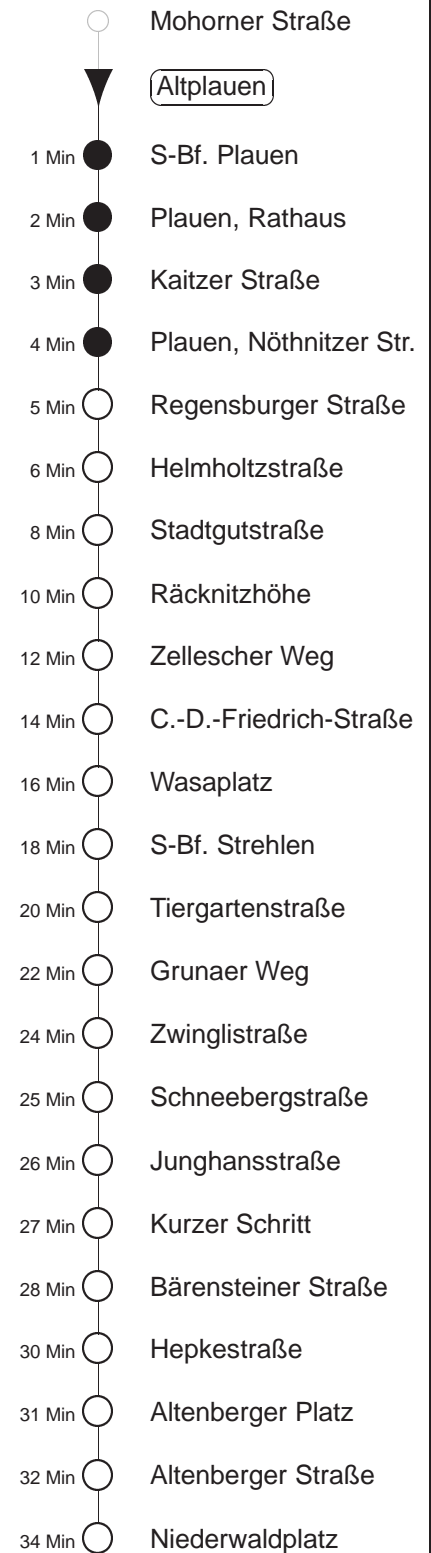 Mohorner Straße
Altplauen
1 Min S-Bf. Plauen
2 Min Plauen, Rathaus
3 Min Kaitzer Straße
4 Min Plauen, Nöthnitzer Str.
5 Min Regensburger Straße
6 Min Helmholtzstraße
8 Min Stadtgutstraße
10 Min Räcknitzhöhe
12 Min Zellescher Weg
14 Min C.-D.-Friedrich-Straße
16 Min Wasaplatz
18 Min S-Bf. Strehlen
20 Min Tiergartenstraße
22 Min Grunaer Weg
24 Min Zwinglistraße
25 Min Schneebergstraße
26 Min Junghansstraße
27 Min Kurzer Schritt
28 Min Bärensteiner Straße
30 Min Hepkestraße
31 Min Altenberger Platz
32 Min Altenberger Straße
34 Min Niederwaldplatz